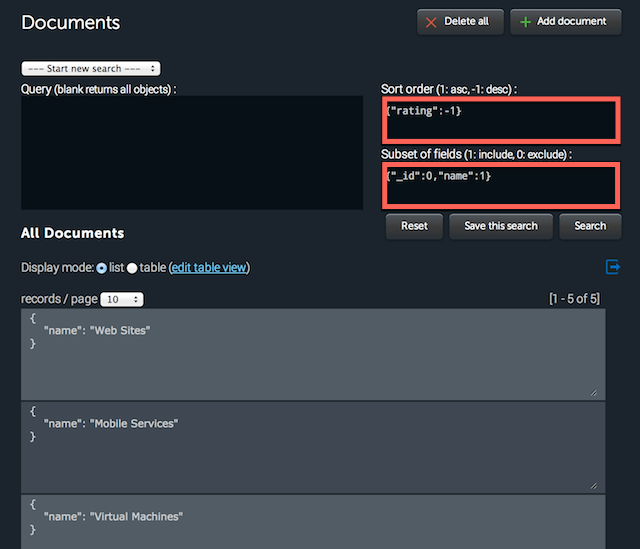 Documents
Delete all
Add document
--- Start new search ---
Query (blank returns all objects) :
Sort order (1: asc, -1: desc) :
{"rating":-1}
Subset of fields (1: include, 0: exclude) :
{"_id":0,"name":1}
Reset
Save this search
Search
All Documents
Display mode: list table (edit table view)
records / page 10
[1 - 5 of 5]
{
"name": "Web Sites"
}
{
"name": "Mobile Services"
}
{
"name": "Virtual Machines"
}